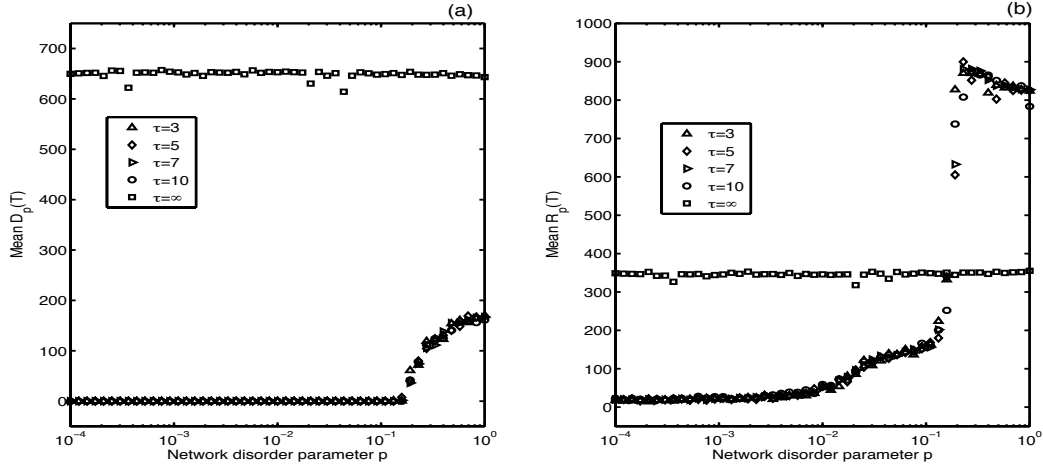 (a)
700
600
500
400
300
200
100
0
Mean D_p(T)
τ=3
τ=5
τ=7
τ=10
τ=∞
10^−4
10^−3
10^−2
10^−1
10^0
Network disorder parameter p
(b)
1000
900
800
700
600
500
400
300
200
100
0
Mean R_p(T)
τ=3
τ=5
τ=7
τ=10
τ=∞
10^−4
10^−3
10^−2
10^−1
10^0
Network disorder parameter p